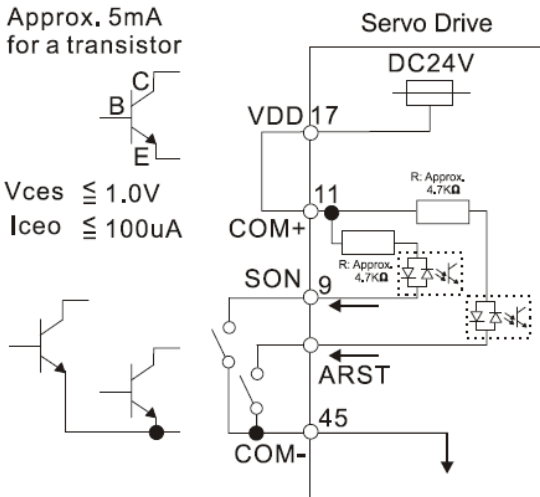 Approx. 5mA
for a transistor
C
B
E
Vces ≦ 1.0V
Iceo ≦ 100uA
Servo Drive
DC24V
VDD 17
11
COM+
R: Approx.
4.7KΩ
R: Approx.
4.7KΩ
SON 9
ARST
45
COM-